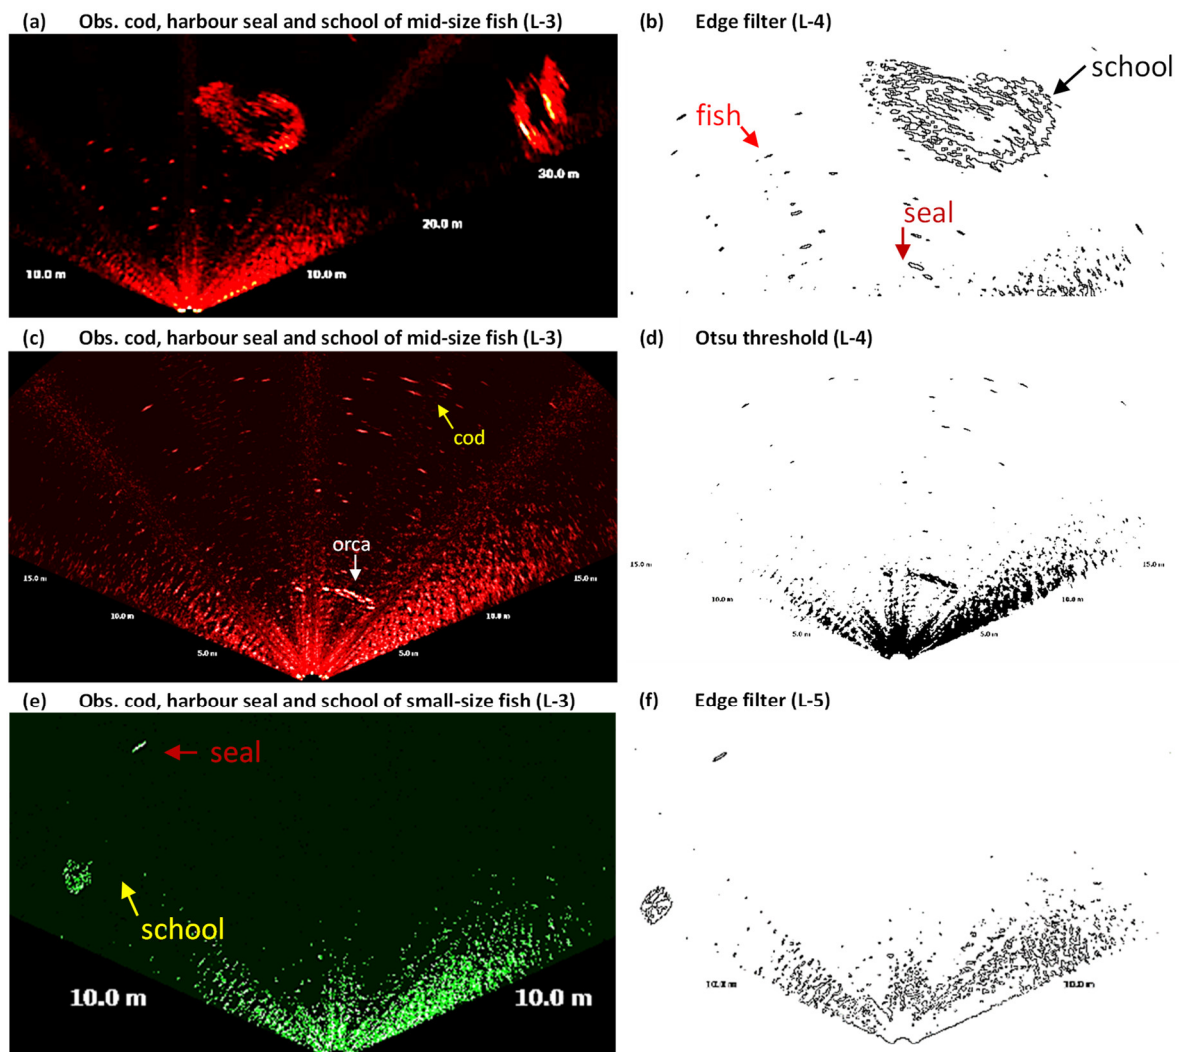 (a) Obs. cod, harbour seal and school of mid-size fish (L-3)
30.0 m
20.0 m
10.0 m
10.0 m
(b) Edge filter (L-4)
school
fish
seal
(c) Obs. cod, harbour seal and school of mid-size fish (L-3)
cod
orca
15.0 m
15.0 m
10.0 m
10.0 m
5.0 m
5.0 m
(d) Otsu threshold (L-4)
15.0 m
15.0 m
10.0 m
10.0 m
5.0 m
5.0 m
(e) Obs. cod, harbour seal and school of small-size fish (L-3)
seal
school
10.0 m
10.0 m
(f) Edge filter (L-5)
10.0 m